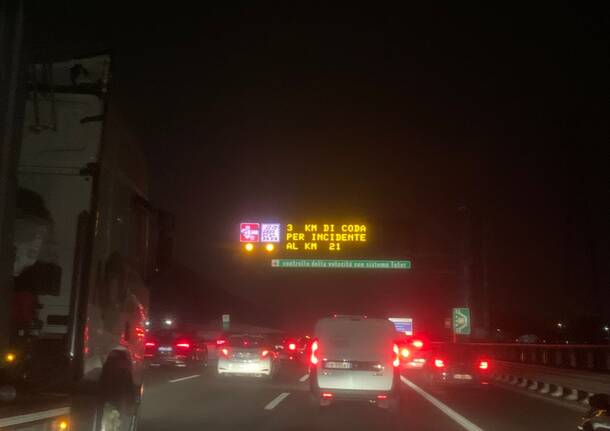 3 KM DI CODA
PER INCIDENTE
AL KM 21
controllo della velocità con sistema Tutor